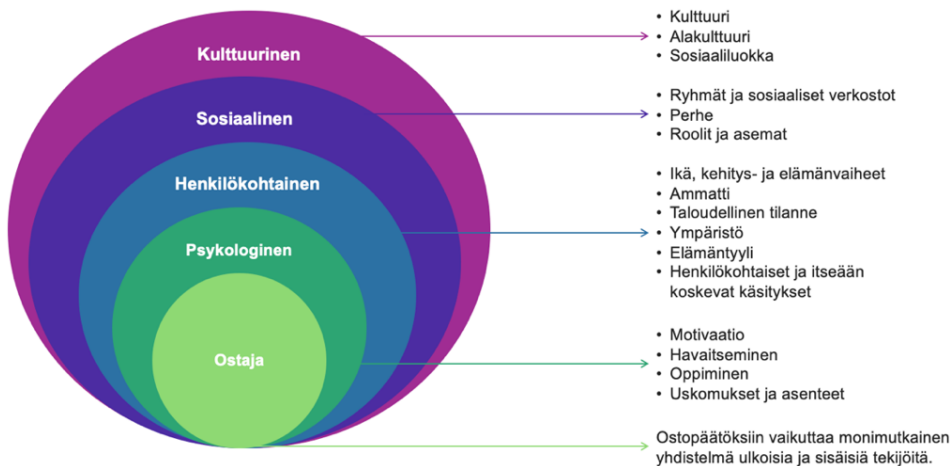 Kulttuurinen
Sosiaalinen
Henkilökohtainen
Psykologinen
Ostaja
• Kulttuuri
• Alakulttuuri
• Sosiaaliluokka
• Ryhmät ja sosiaaliset verkostot
• Perhe
• Roolit ja asemat
• Ikä, kehitys- ja elämänvaiheet
• Ammatti
• Taloudellinen tilanne
• Ympäristö
• Elämäntyyli
• Henkilökohtaiset ja itseään
koskevat käsitykset
• Motivaatio
• Havaitseminen
• Oppiminen
• Uskomukset ja asenteet
Ostopäätöksiin vaikuttaa monimutkainen
yhdistelmä ulkoisia ja sisäisiä tekijöitä.